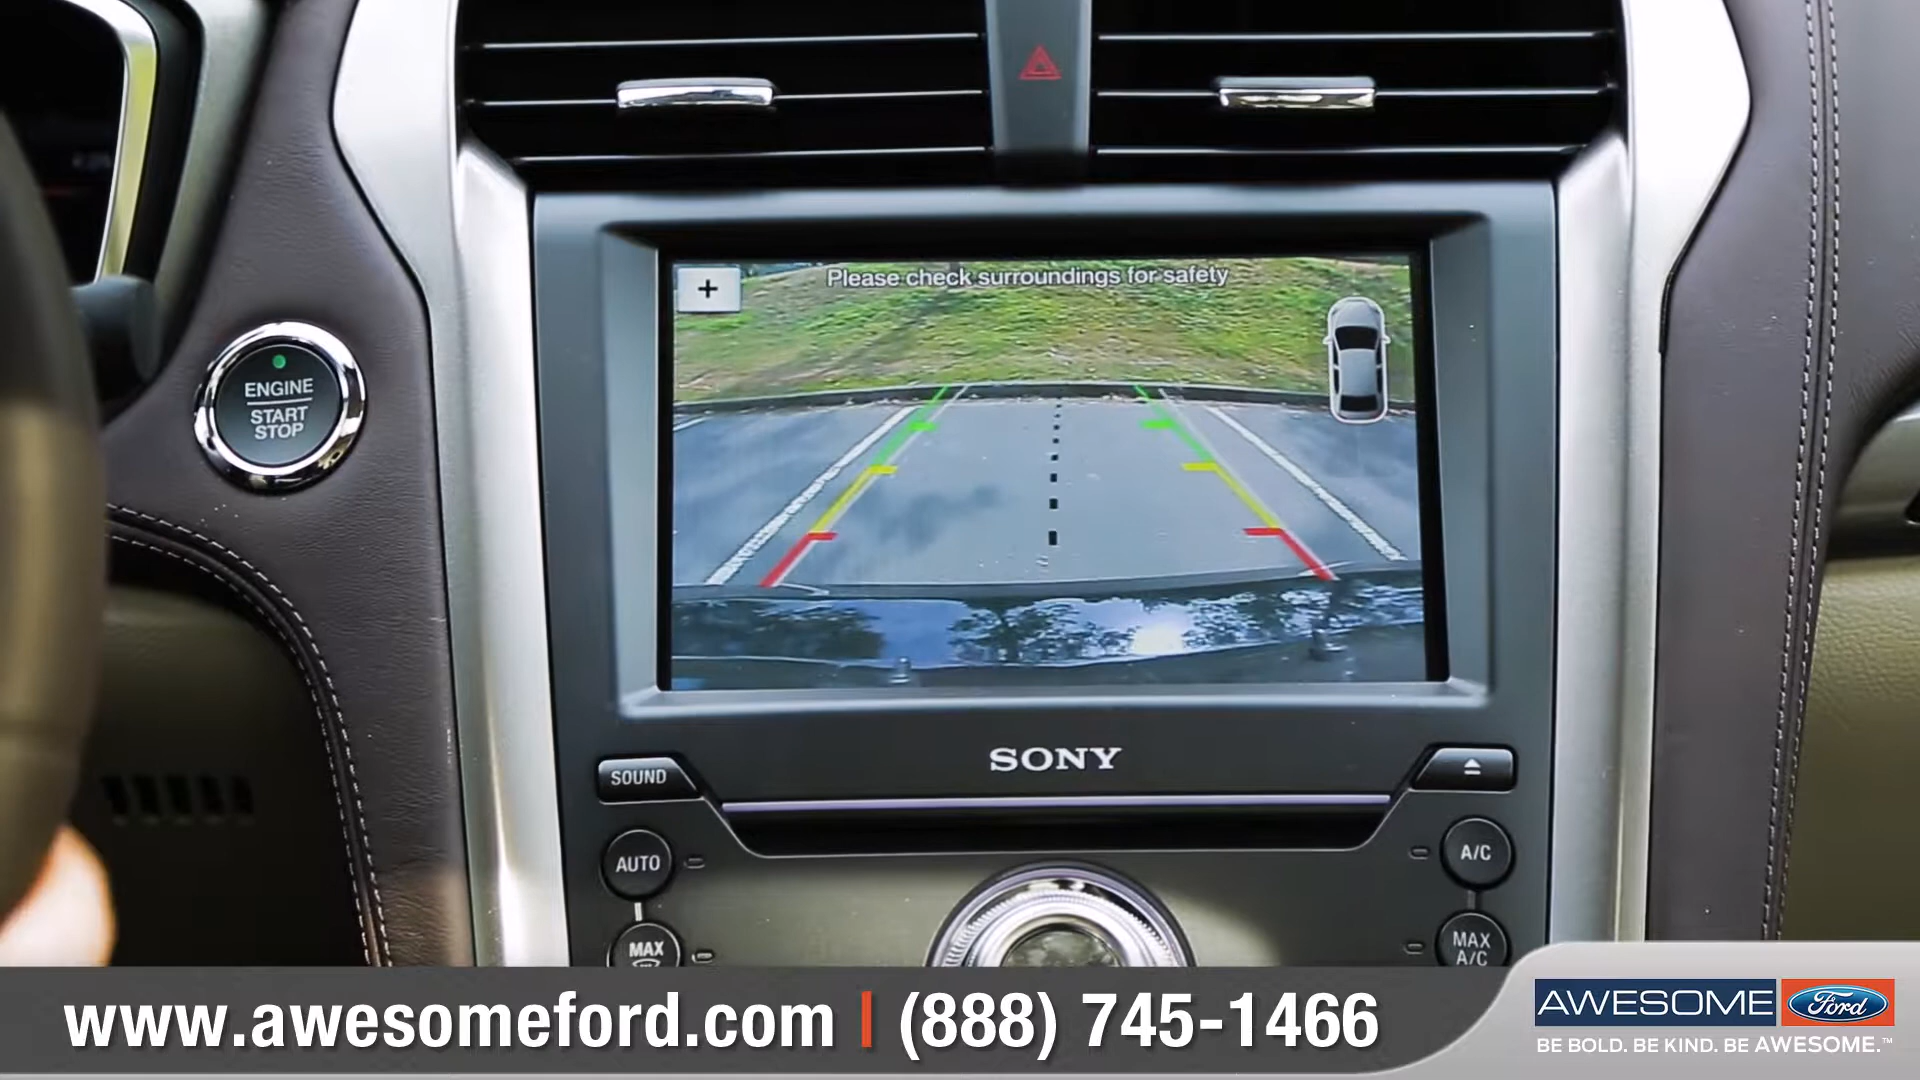 Please check surroundings for safety
+
ENGINE
START
STOP
SONY
SOUND
AUTO
A/C
MAX
MAX
A/C
www.awesomeford.com | (888) 745-1466
AWESOME Ford
BE BOLD. BE KIND. BE AWESOME.™